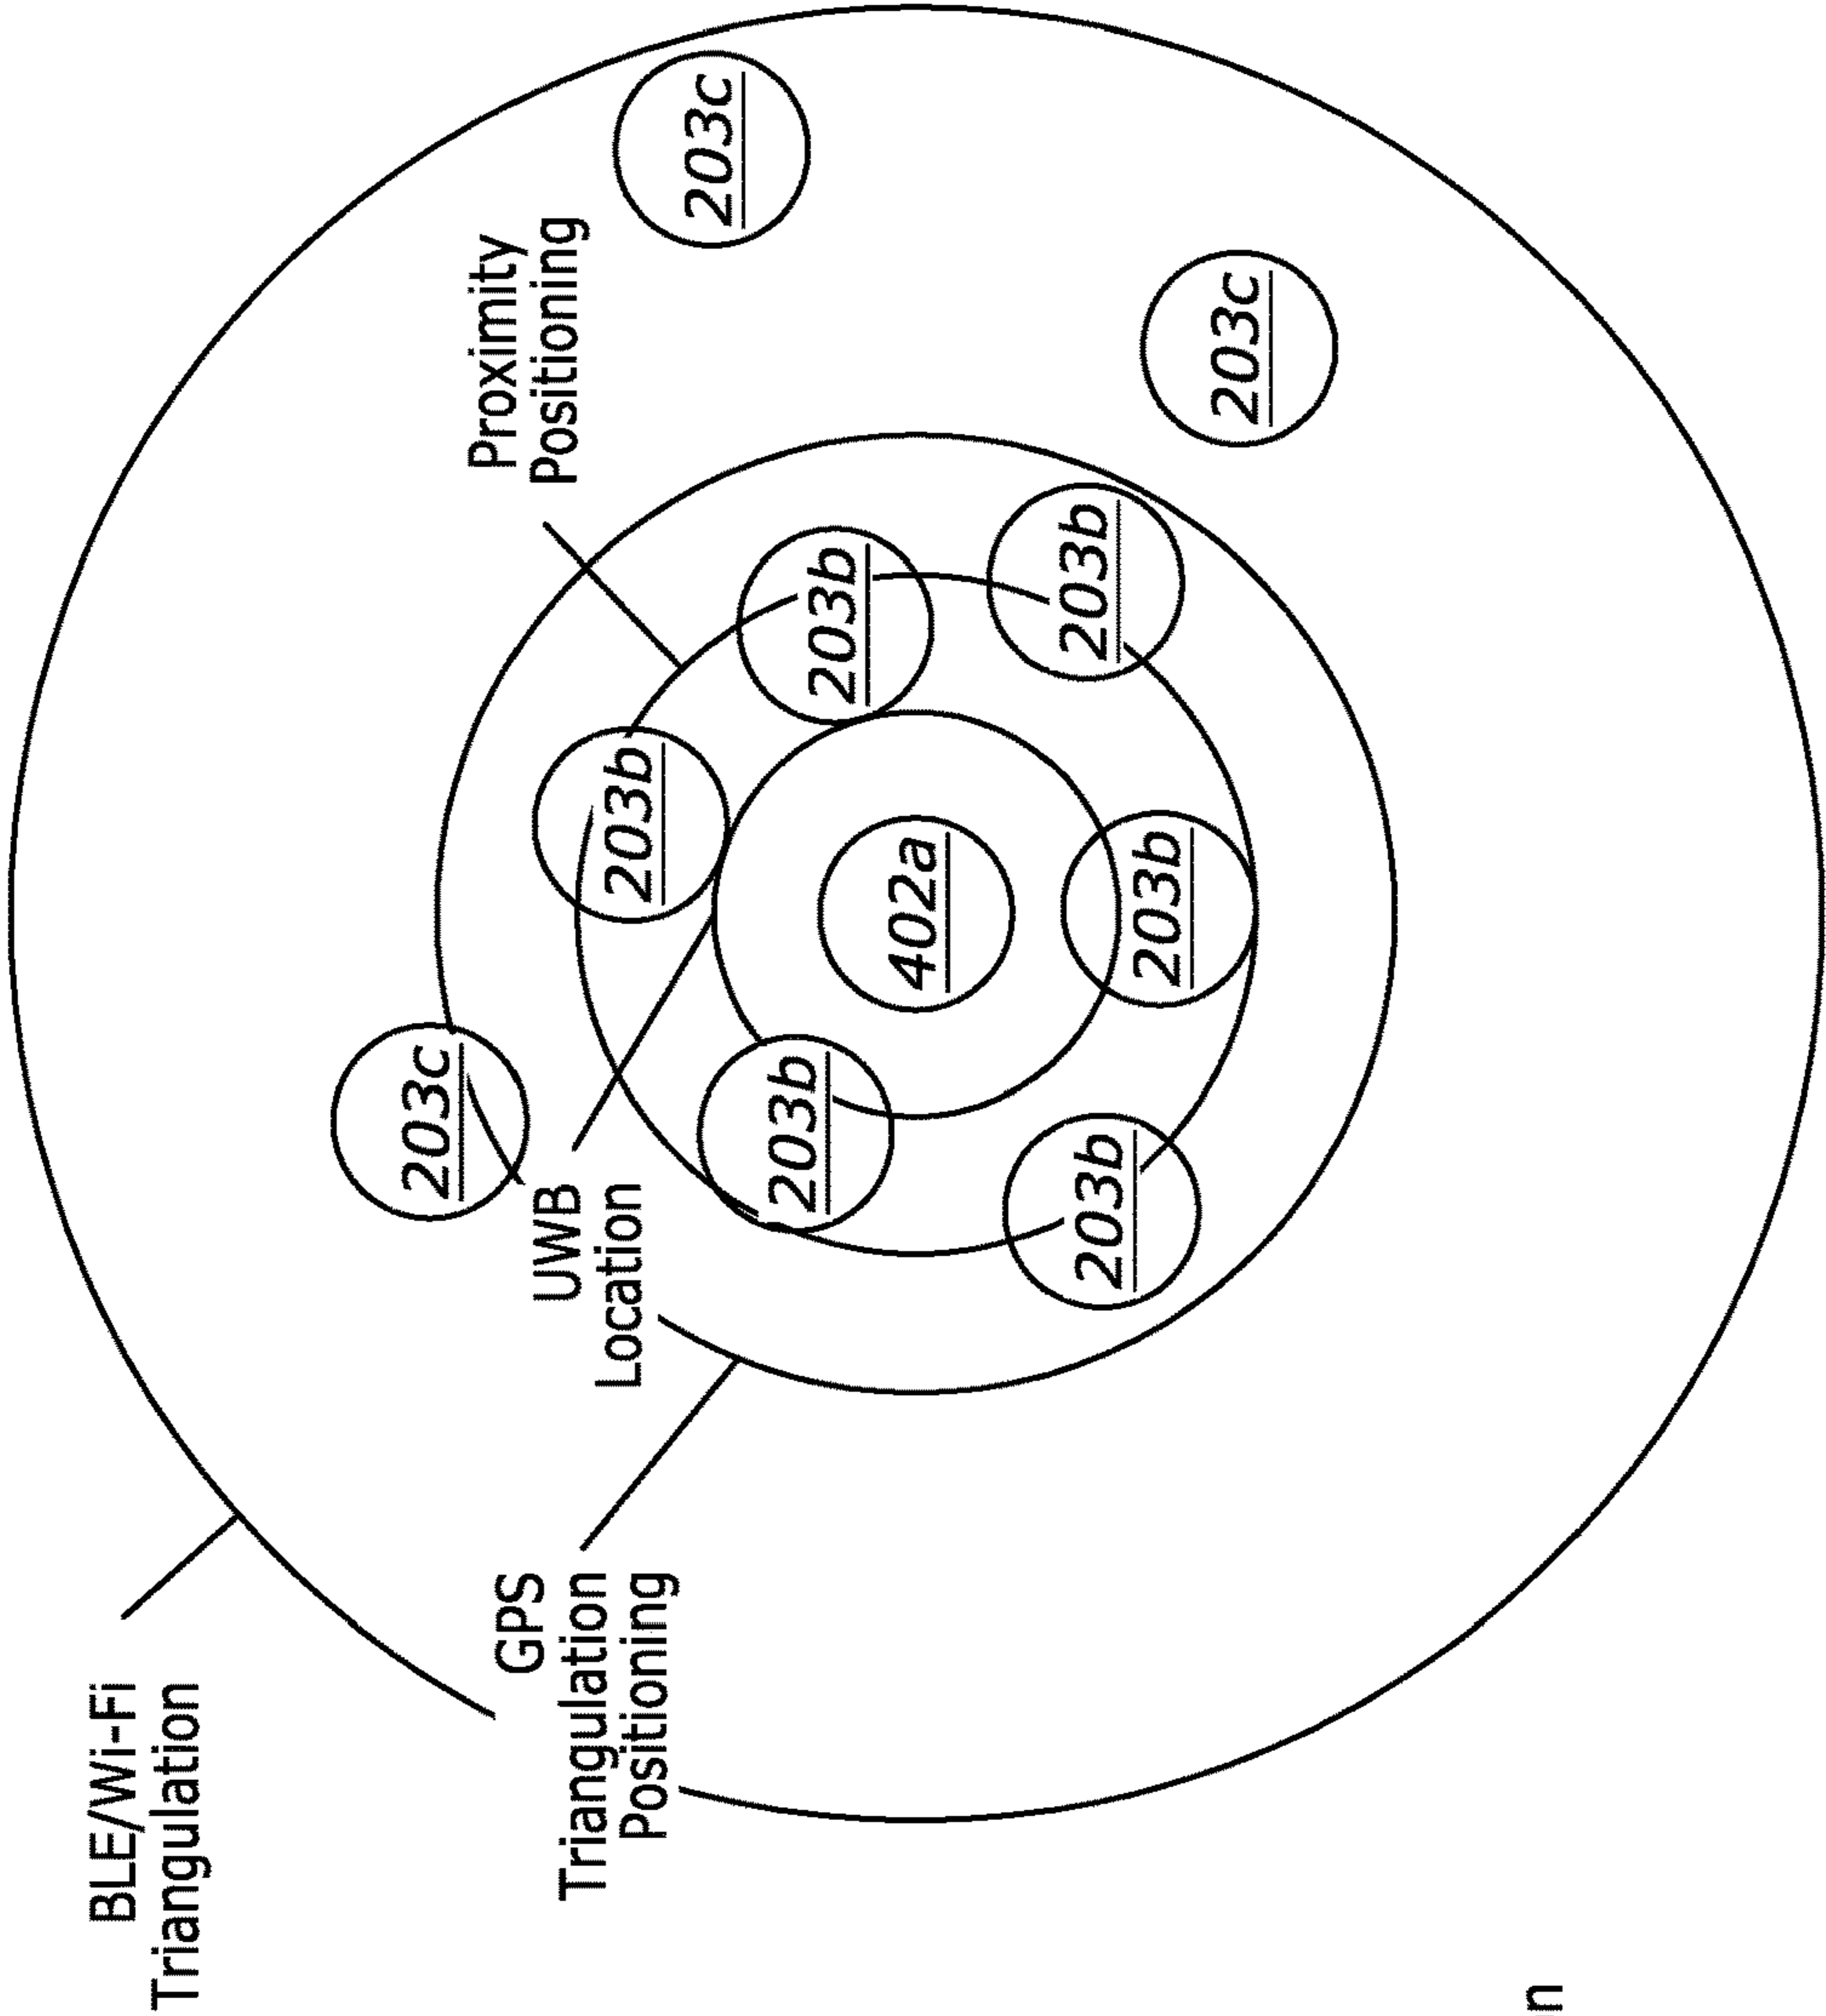 BLE/Wi-Fi
Triangulation
203c
GPS
Triangulation
Positioning
UWB
Location
Proximity
Positioning
203b
203c
203b
203b
402a
203b
203b
203b
203c
n